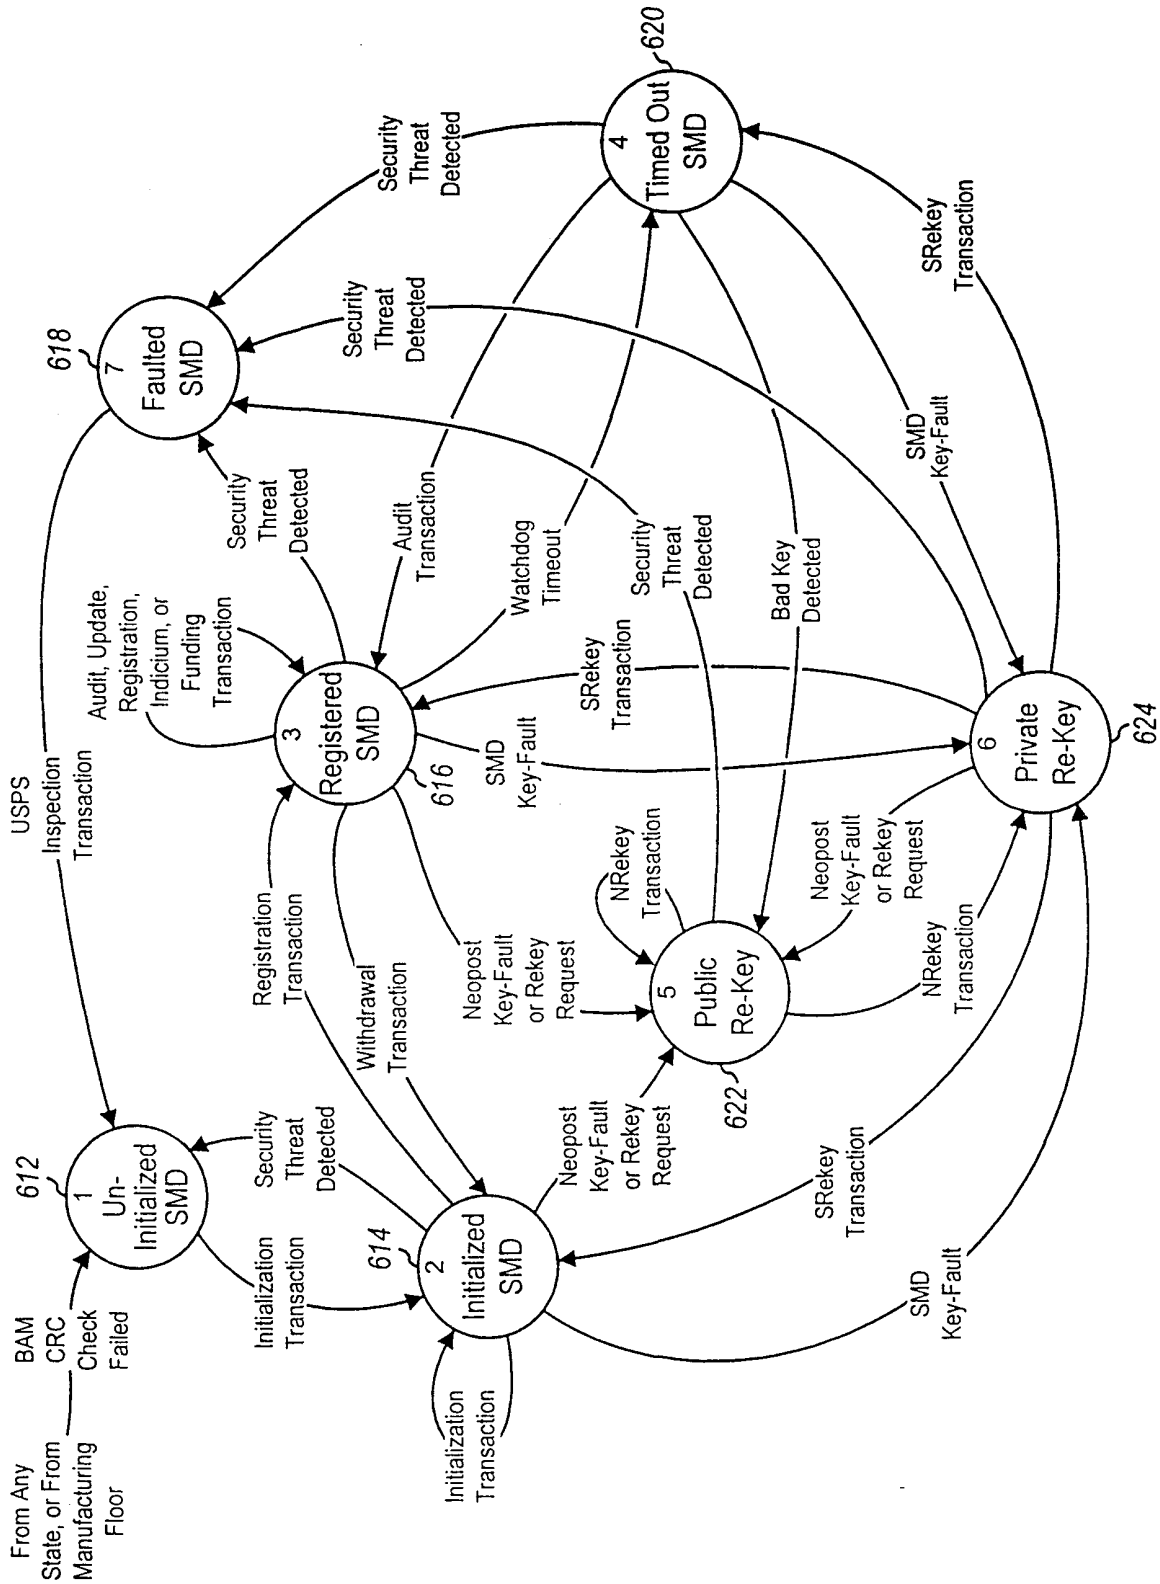 From Any
State, or From
Manufacturing
Floor
BAM
CRC
Check
Failed
612
1
Un-
Initialized
SMD
USPS
Inspection
Transaction
618
7
Faulted
SMD
Initialization
Transaction
Security
Threat
Detected
Audit, Update,
Registration,
Indicium, or
Funding
Transaction
Security
Threat
Detected
Security
Threat
Detected
Security
Threat
Detected
Initialization
Transaction
614
2
Initialized
SMD
Registration
Transaction
Withdrawal
Transaction
3
Registered
SMD
616
Audit
Transaction
Watchdog
Timeout
620
4
Timed Out
SMD
Neopost
Key-Fault
or Rekey
Request
Neopost
Key-Fault
or Rekey
Request
SMD
Key-Fault
SRekey
Transaction
Security
Threat
Detected
NRekey
Transaction
5
Public
Re-Key
622
Bad Key
Detected
SMD
Key-Fault
SRekey
Transaction
SRekey
Transaction
NRekey
Transaction
Neopost
Key-Fault
or Rekey
Request
SMD
Key-Fault
6
Private
Re-Key
624